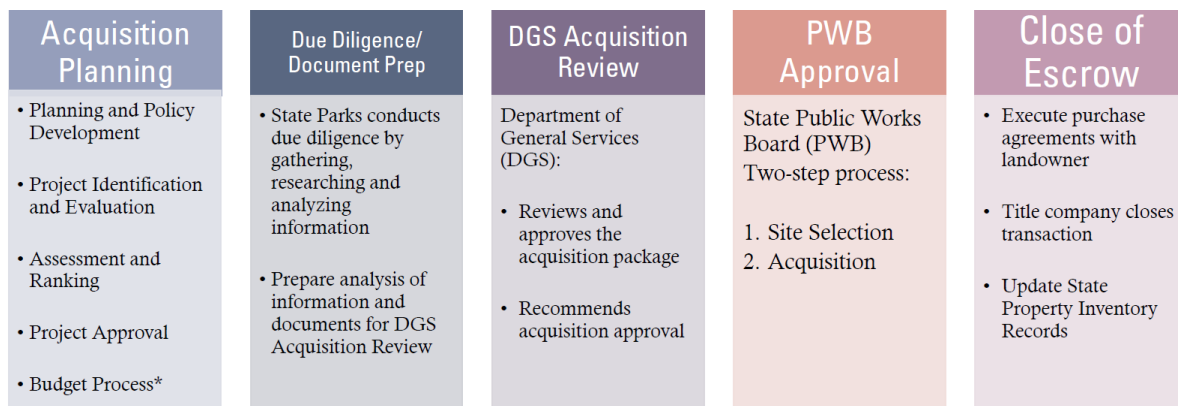 Acquisition
Planning
• Planning and Policy
Development
• Project Identification
and Evaluation
• Assessment and
Ranking
• Project Approval
• Budget Process*
Due Diligence/
Document Prep
• State Parks conducts
due diligence by
gathering,
researching and
analyzing
information
• Prepare analysis of
information and
documents for DGS
Acquisition Review
DGS Acquisition
Review
Department of
General Services
(DGS):
• Reviews and
approves the
acquisition package
• Recommends
acquisition approval
PWB
Approval
State Public Works
Board (PWB)
Two-step process:
1. Site Selection
2. Acquisition
Close of
Escrow
• Execute purchase
agreements with
landowner
• Title company closes
transaction
• Update State
Property Inventory
Records